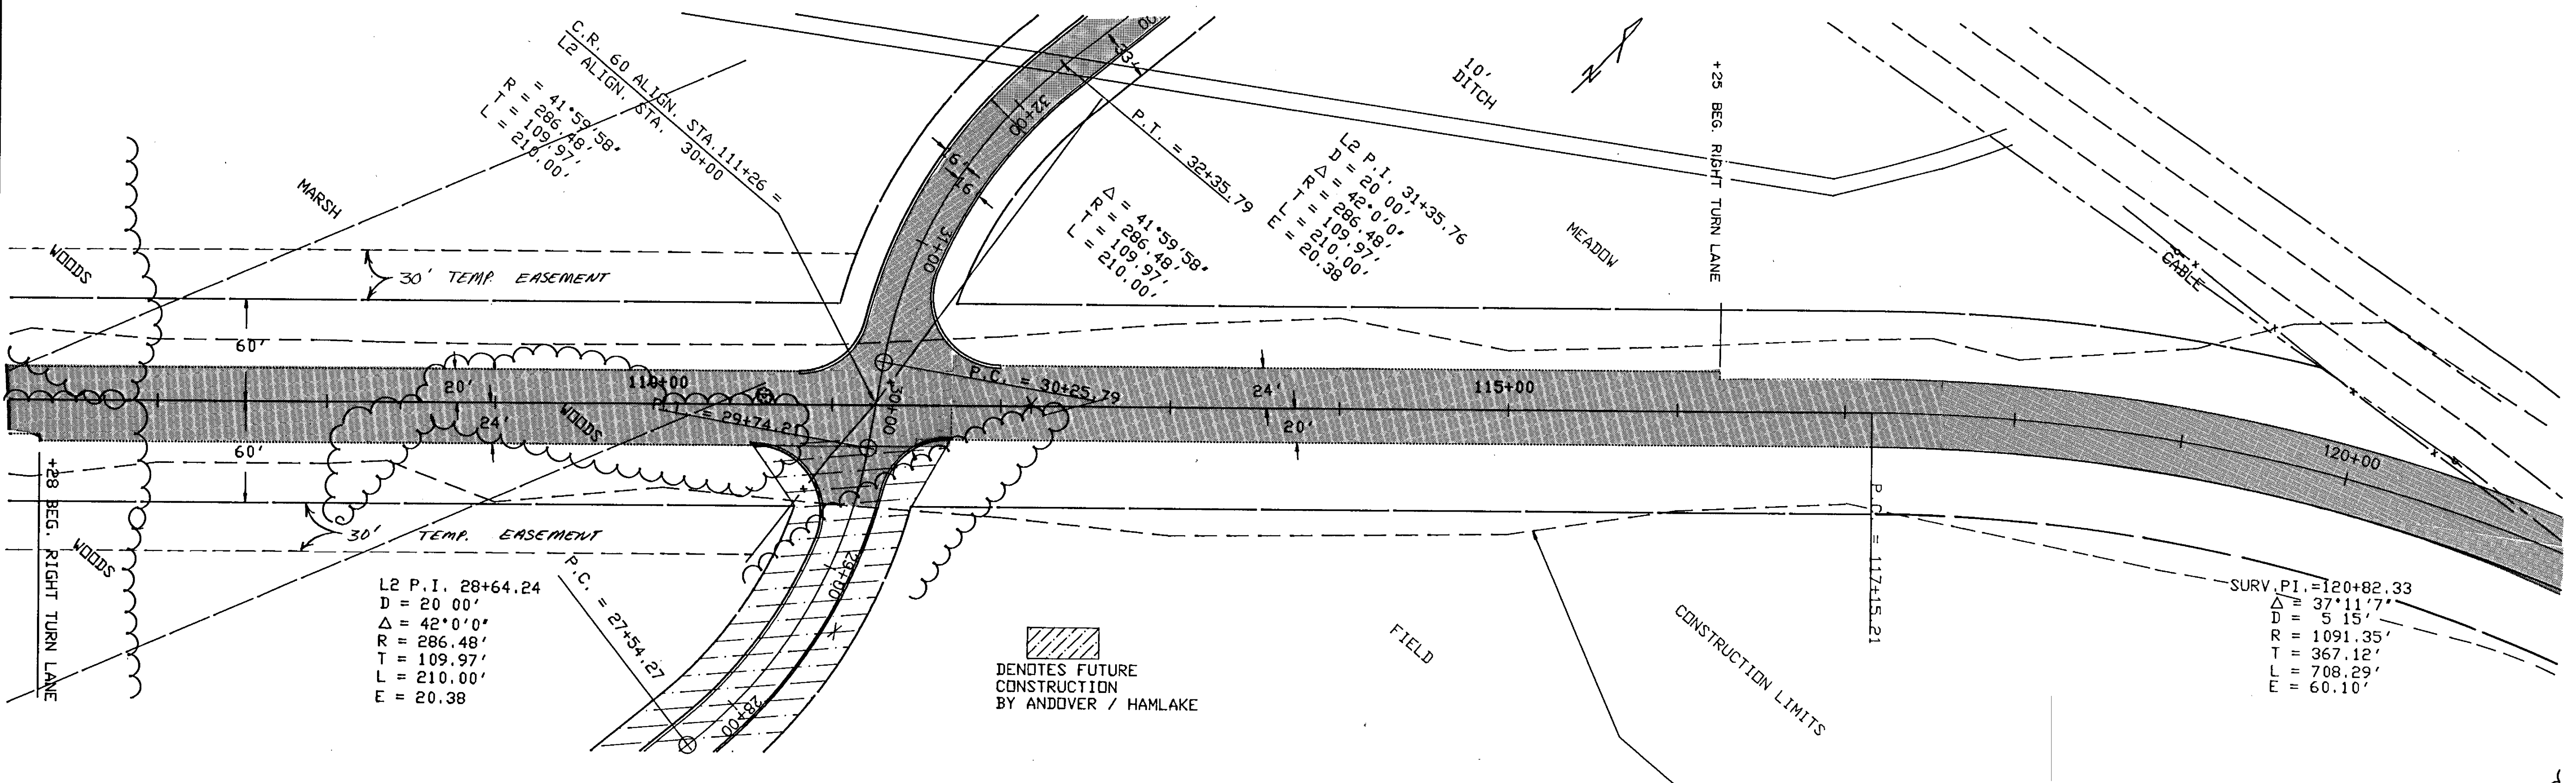 C.R. 60 ALIGN. STA.111+26 =
L2 ALIGN. STA. 30+00
= 41°59'58"
R = 286.48'
T = 109.97'
L = 210.00'
MARSH
WOODS
30' TEMP. EASEMENT
60'
20'
24'
110+00
WOODS
60'
+28 BEG. RIGHT TURN LANE
WOODS
30' TEMP. EASEMENT
L2 P.I. 28+64.24
D = 20 00'
Δ = 42°0'0"
R = 286.48'
T = 109.97'
L = 210.00'
E = 20.38
P.C. = 27+54.27
= 29+74.21
30+00
P.C. = 30+25.79
29+00
28+00
31+00
32+00
6'
16
33'
P.T. = 32+35.79
Δ = 41°59'58"
R = 286.48'
T = 109.97'
L = 210.00'
L2 P.I. 31+35.76
D = 20 00'
Δ = 42°0'0"
R = 286.48'
T = 109.97'
L = 210.00'
E = 20.38
10'
DITCH
N
MEADOW
+25 BEG. RIGHT TURN LANE
CABLE
24'
20'
115+00
120+00
P.C. = 117+15.21
DENOTES FUTURE
CONSTRUCTION
BY ANDOVER / HAMLAKE
FIELD
CONSTRUCTION LIMITS
SURV.PI.=120+82.33
Δ = 37°11'7"
D = 5 15'
R = 1091.35'
T = 367.12'
L = 708.29'
E = 60.10'